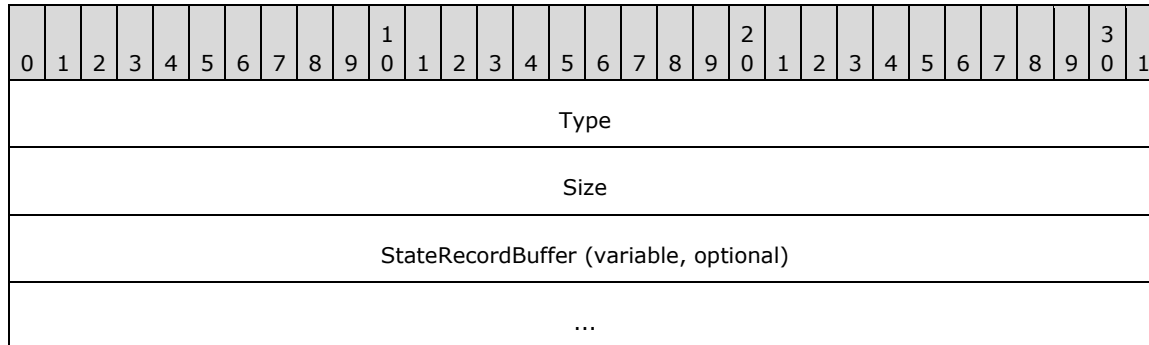 1 2 3
0 1 2 3 4 5 6 7 8 9 0 1 2 3 4 5 6 7 8 9 0 1 2 3 4 5 6 7 8 9 0 1
Type
Size
StateRecordBuffer (variable, optional)
...